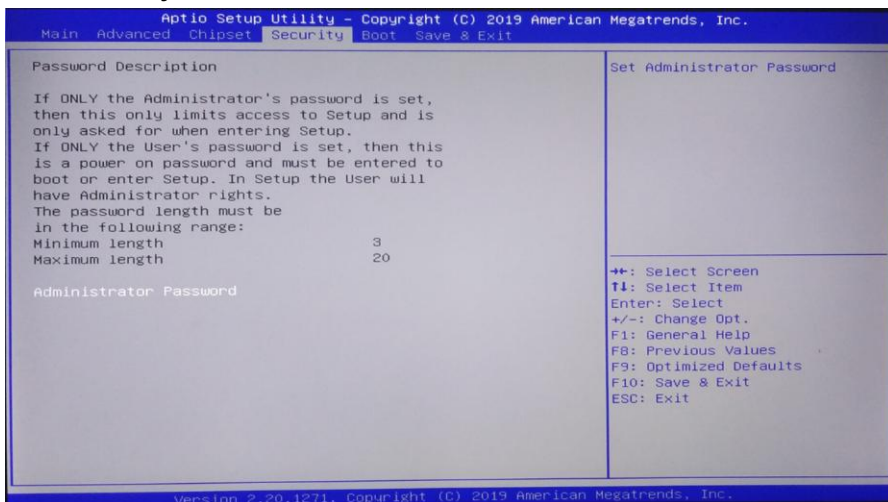 Aptio Setup Utility – Copyright (C) 2019 American Megatrends, Inc.
Main Advanced Chipset Security Boot Save & Exit
Password Description
If ONLY the Administrator's password is set,
then this only limits access to Setup and is
only asked for when entering Setup.
If ONLY the User's password is set, then this
is a power on password and must be entered to
boot or enter Setup. In Setup the User will
have Administrator rights.
The password length must be
in the following range:
Minimum length 3
Maximum length 20
Administrator Password
Set Administrator Password
→←: Select Screen
↑↓: Select Item
Enter: Select
+/-: Change Opt.
F1: General Help
F8: Previous Values
F9: Optimized Defaults
F10: Save & Exit
ESC: Exit
Version 2.20.1271. Copyright (C) 2019 American Megatrends, Inc.